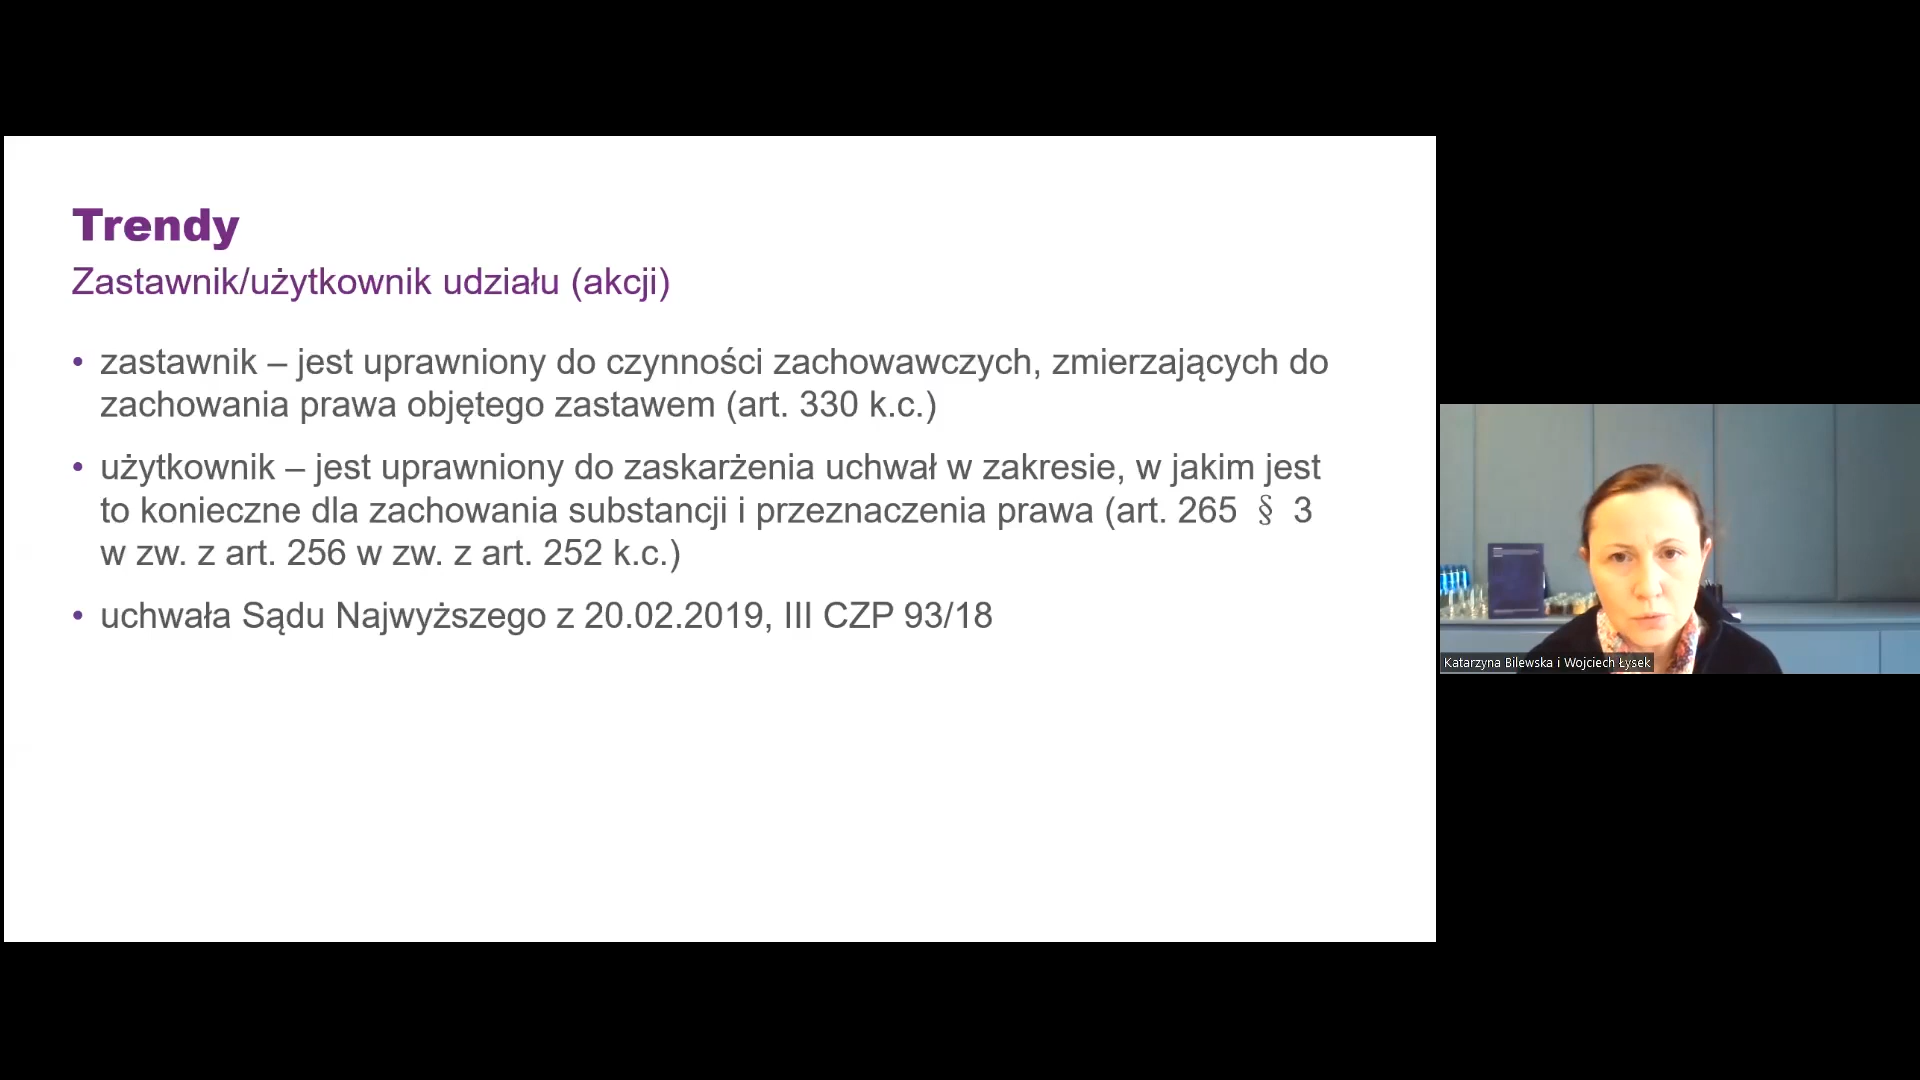 Trendy
Zastawnik/użytkownik udziału (akcji)
• zastawnik – jest uprawniony do czynności zachowawczych, zmierzających do
zachowania prawa objętego zastawem (art. 330 k.c.)
• użytkownik – jest uprawniony do zaskarżenia uchwał w zakresie, w jakim jest
to konieczne dla zachowania substancji i przeznaczenia prawa (art. 265 § 3
w zw. z art. 256 w zw. z art. 252 k.c.)
• uchwała Sądu Najwyższego z 20.02.2019, III CZP 93/18
Katarzyna Bilewska i Wojciech Łysek